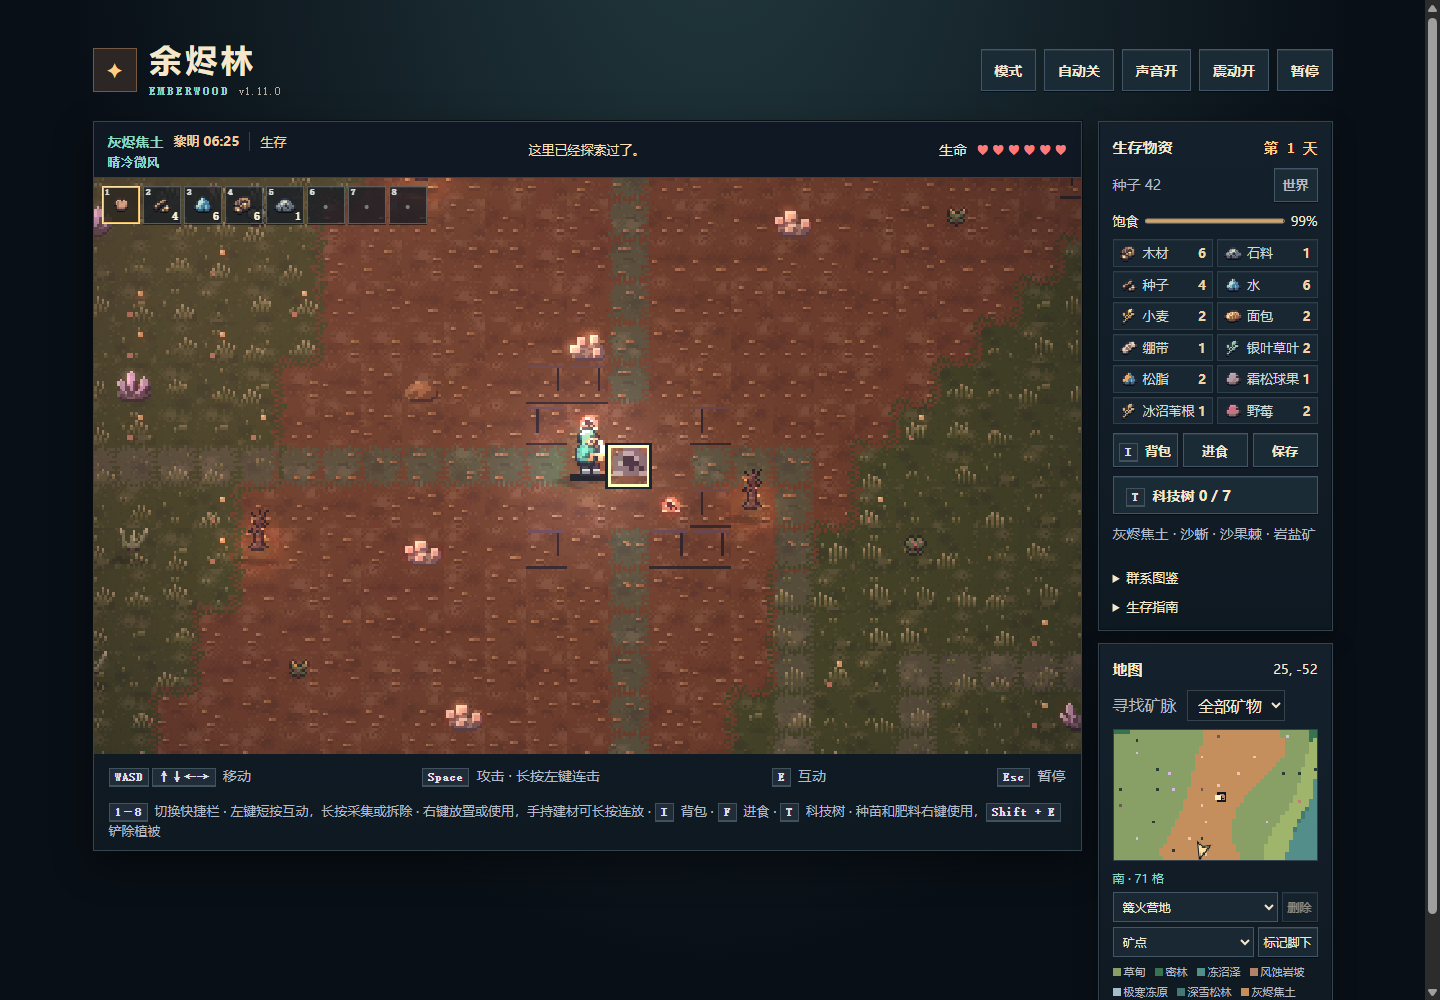 ✦ 余烬林
EMBERWOOD v1.11.0
模式 自动关 声音开 震动开 暂停
灰烬焦土 黎明 06:25 生存
晴冷微风
这里已经探索过了。
生命 ♥♥♥♥♥♥
1 2 3 4 5 6 7 8
4 6 6 1
WASD ↑↓←→ 移动
Space 攻击 · 长按左键连击
E 互动
Esc 暂停
1–8 切换快捷栏 · 左键短按互动，长按采集或拆除 · 右键放置或使用，手持建材可长按连放 · I 背包 · F 进食 · T 科技树 · 种苗和肥料右键使用，Shift + E
铲除植被
生存物资 第 1 天
种子 42 世界
饱食 99%
木材 6 石料 1
种子 4 水 6
小麦 2 面包 2
绷带 1 银叶草叶 2
松脂 2 霜松球果 1
冰沼苇根 1 野莓 2
I 背包 进食 保存
T 科技树 0 / 7
灰烬焦土 · 沙蜥 · 沙果棘 · 岩盐矿
▶ 群系图鉴
▶ 生存指南
地图 25, -52
寻找矿脉 全部矿物
南 · 71 格
篝火营地 删除
矿点 标记脚下
草甸 密林 冻沼泽 风蚀岩坡
极寒冻原 深雪松林 灰烬焦土